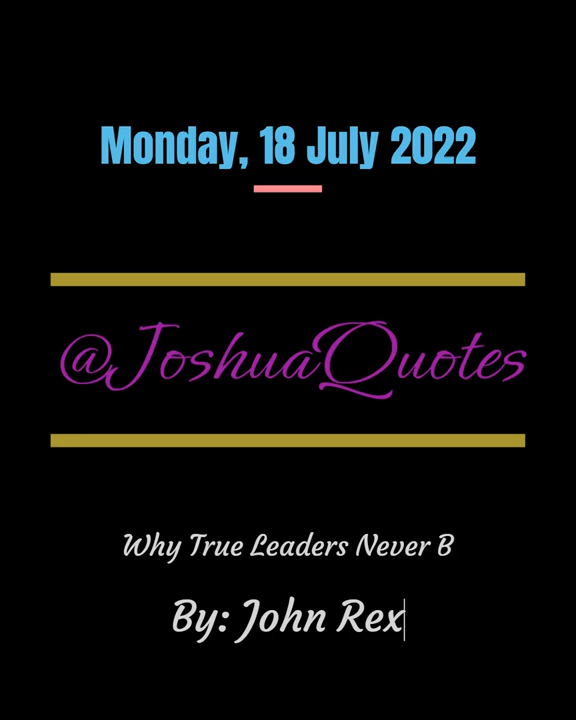 Monday, 18 July 2022
@JoshuaQuotes
Why True Leaders Never B
By: John Rex